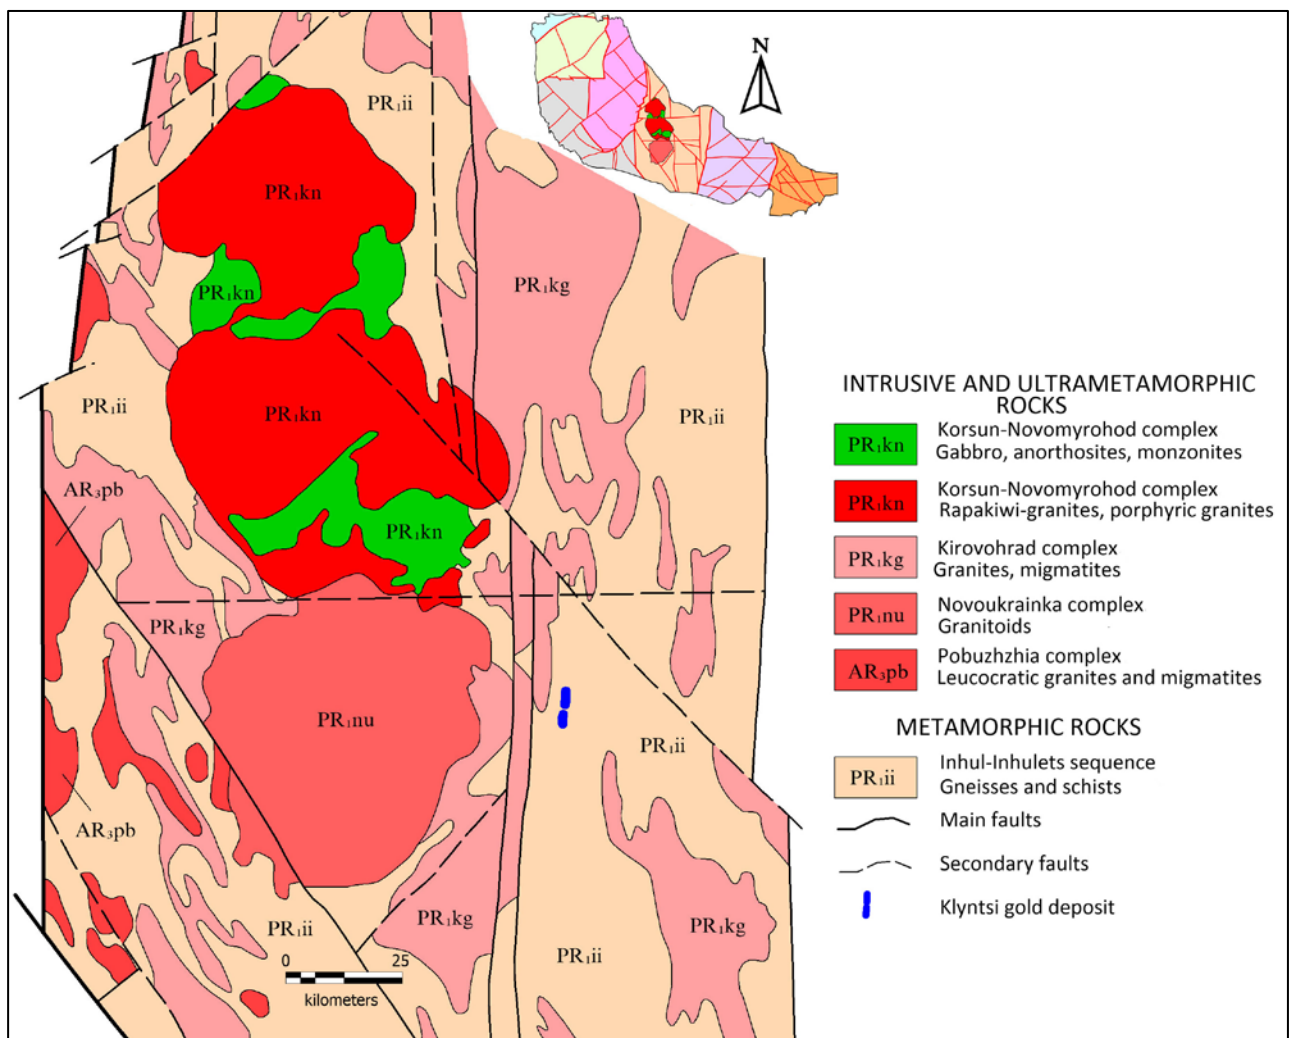 N
PR₁ii
PR₁kn
PR₁kn
PR₁kg
PR₁ii
PR₁kn
PR₁ii
AR₃pb
PR₁kn
PR₁kg
PR₁nu
PR₁ii
AR₃pb
PR₁kg
PR₁kg
PR₁ii
PR₁ii
0 25
kilometers
INTRUSIVE AND ULTRAMETAMORPHIC
ROCKS
PR₁kn
Korsun-Novomyrohod complex
Gabbro, anorthosites, monzonites
PR₁kn
Korsun-Novomyrohod complex
Rapakiwi-granites, porphyric granites
PR₁kg
Kirovohrad complex
Granites, migmatites
PR₁nu
Novoukrainka complex
Granitoids
AR₃pb
Pobuzhzhia complex
Leucocratic granites and migmatites
METAMORPHIC ROCKS
PR₁ii
Inhul-Inhulets sequence
Gneisses and schists
Main faults
Secondary faults
Klyntsi gold deposit